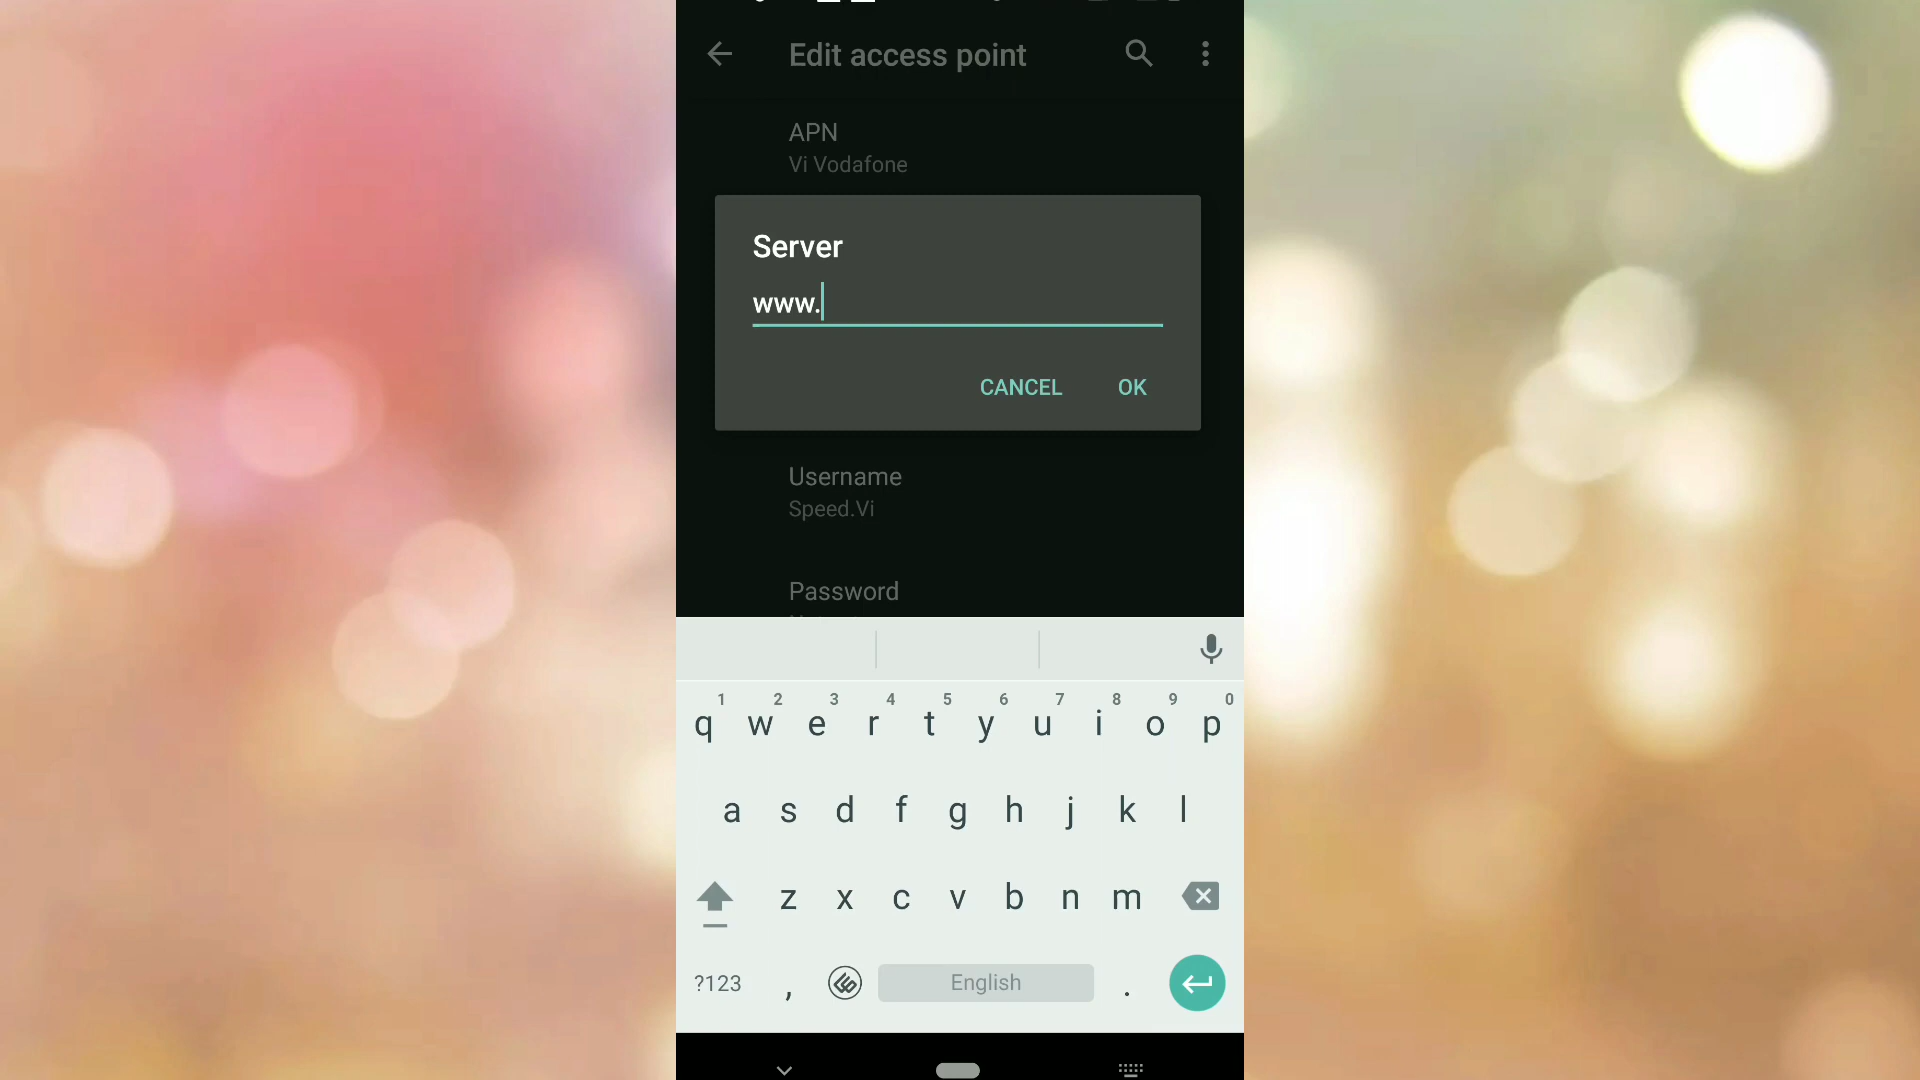 Edit access point
APN
Vi Vodafone
Server
www.
CANCEL OK
Username
Speed.Vi
Password
1 2 3 4 5 6 7 8 9 0
q w e r t y u i o p
a s d f g h j k l
z x c v b n m
?123 , English .